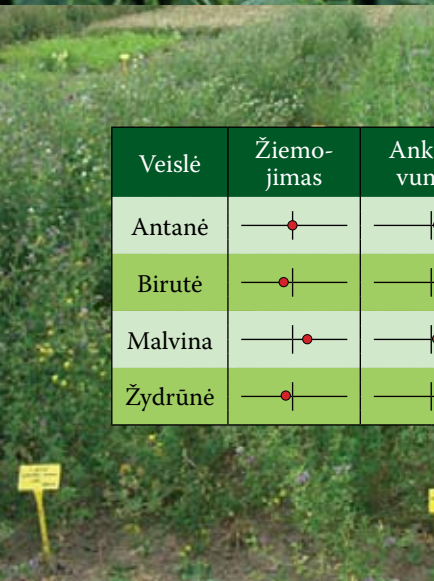 Veislė
Žiemo-
jimas
Antanė
Birutė
Malvina
Žydrūnė